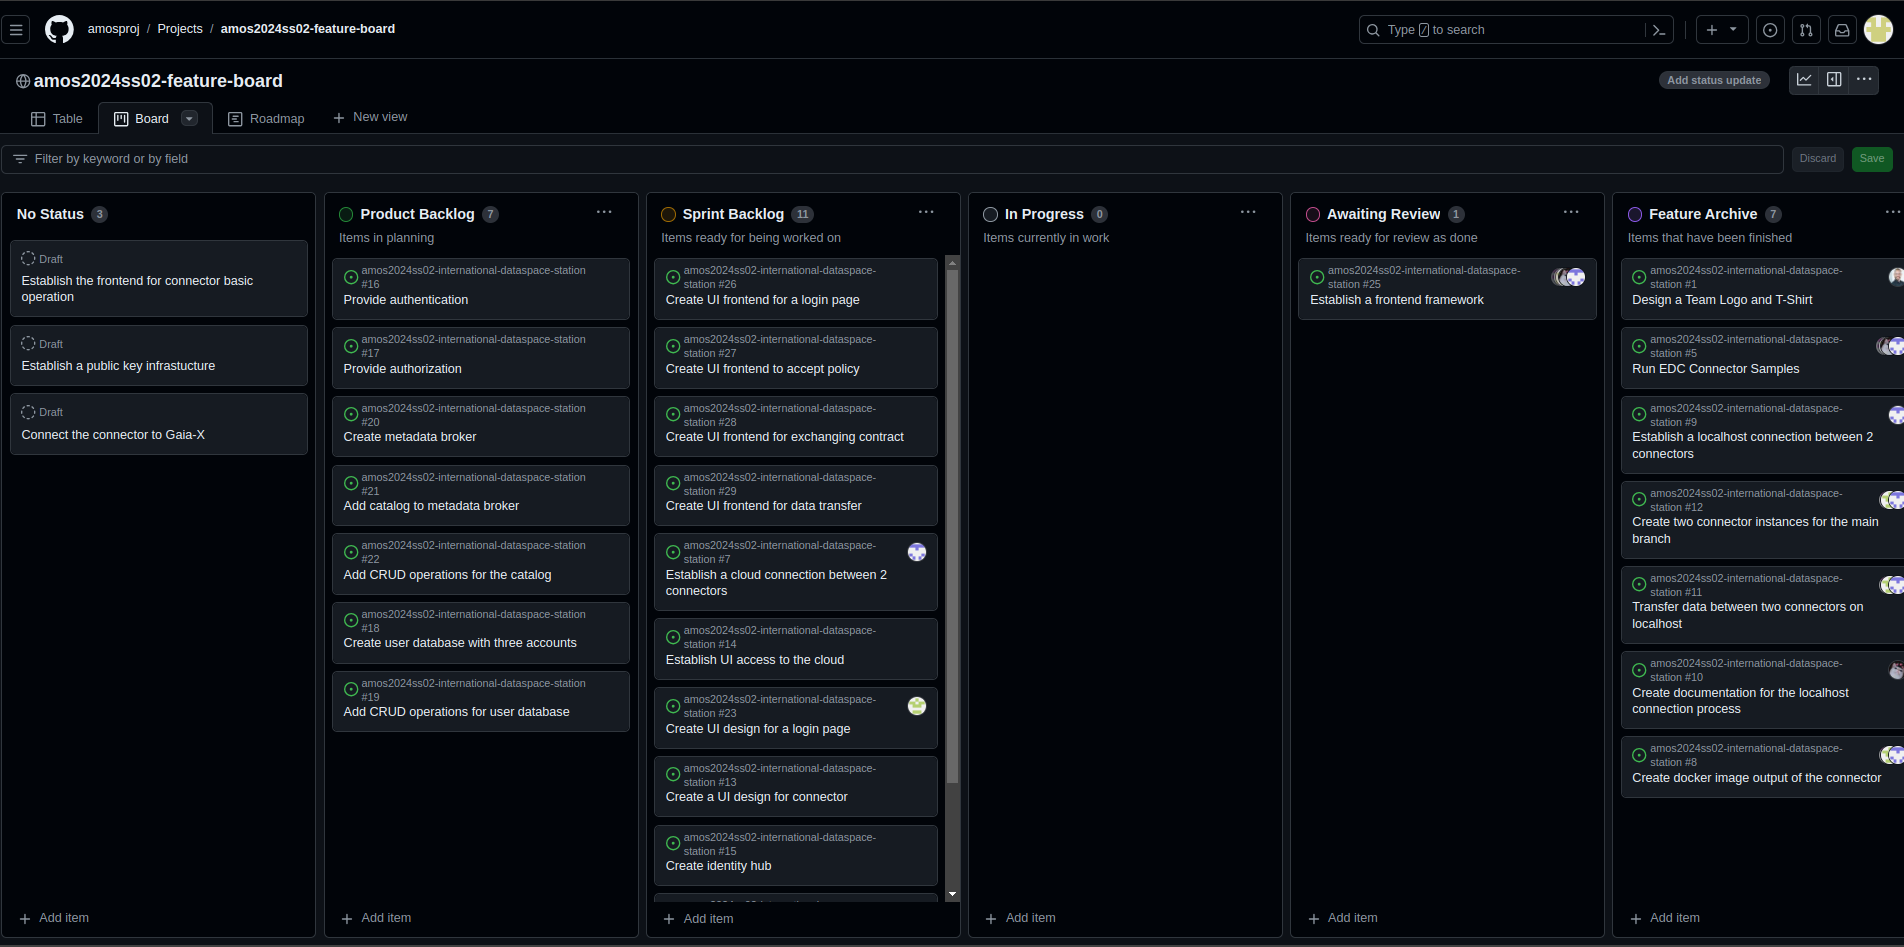 amosproj / Projects / amos2024ss02-feature-board
Type / to search
amos2024ss02-feature-board
Add status update
Table
Board
Roadmap
New view
Filter by keyword or by field
Discard
Save
No Status 3
Draft
Establish the frontend for connector basic
operation
Draft
Establish a public key infrastucture
Draft
Connect the connector to Gaia-X
Add item
Product Backlog 7
Items in planning
amos2024ss02-international-dataspace-station
#16
Provide authentication
amos2024ss02-international-dataspace-station
#17
Provide authorization
amos2024ss02-international-dataspace-station
#20
Create metadata broker
amos2024ss02-international-dataspace-station
#21
Add catalog to metadata broker
amos2024ss02-international-dataspace-station
#22
Add CRUD operations for the catalog
amos2024ss02-international-dataspace-station
#18
Create user database with three accounts
amos2024ss02-international-dataspace-station
#19
Add CRUD operations for user database
Add item
Sprint Backlog 11
Items ready for being worked on
amos2024ss02-international-dataspace-
station #26
Create UI frontend for a login page
amos2024ss02-international-dataspace-
station #27
Create UI frontend to accept policy
amos2024ss02-international-dataspace-
station #28
Create UI frontend for exchanging contract
amos2024ss02-international-dataspace-
station #29
Create UI frontend for data transfer
amos2024ss02-international-dataspace-
station #7
Establish a cloud connection between 2
connectors
amos2024ss02-international-dataspace-
station #14
Establish UI access to the cloud
amos2024ss02-international-dataspace-
station #23
Create UI design for a login page
amos2024ss02-international-dataspace-
station #13
Create a UI design for connector
amos2024ss02-international-dataspace-
station #15
Create identity hub
Add item
In Progress 0
Items currently in work
Add item
Awaiting Review 1
Items ready for review as done
amos2024ss02-international-dataspace-
station #25
Establish a frontend framework
Add item
Feature Archive 7
Items that have been finished
amos2024ss02-international-dataspace-
station #1
Design a Team Logo and T-Shirt
amos2024ss02-international-dataspace-
station #5
Run EDC Connector Samples
amos2024ss02-international-dataspace-
station #9
Establish a localhost connection between 2
connectors
amos2024ss02-international-dataspace-
station #12
Create two connector instances for the main
branch
amos2024ss02-international-dataspace-
station #11
Transfer data between two connectors on
localhost
amos2024ss02-international-dataspace-
station #10
Create documentation for the localhost
connection process
amos2024ss02-international-dataspace-
station #8
Create docker image output of the connector
Add item